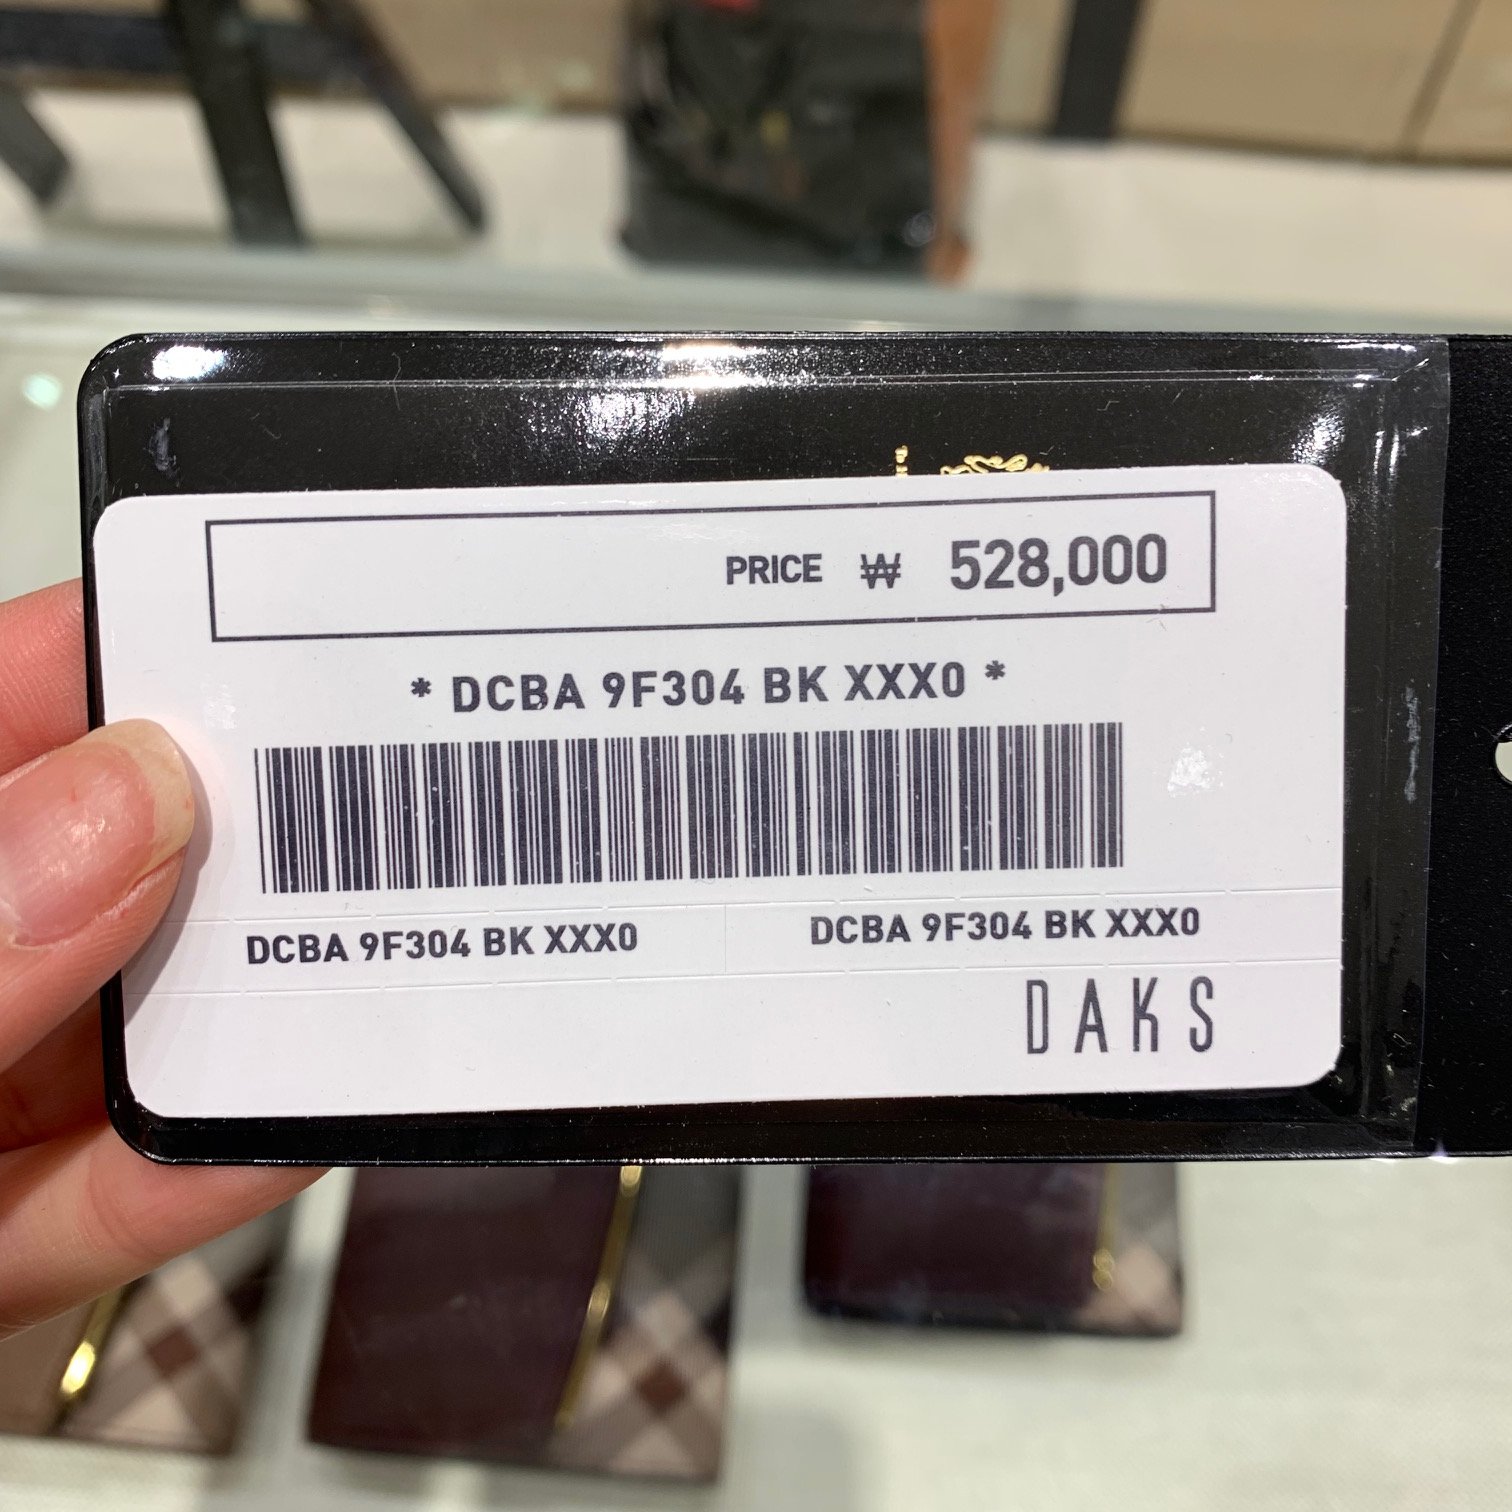 PRICE ₩ 528,000
* DCBA 9F304 BK XXX0 *
DCBA 9F304 BK XXX0 DCBA 9F304 BK XXX0
DAKS